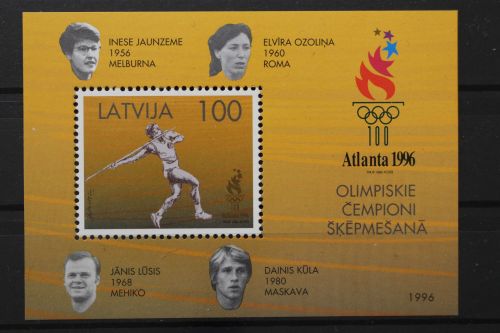 INESE JAUNZEME
1956
MELBURNA
ELVĪRA OZOLIŅA
1960
ROMA
LATVIJA 100
100
Atlanta 1996
OLIMPISKIE
ČEMPIONI
ŠĶĒPMEŠANĀ
JĀNIS LŪSIS
1968
MEHIKO
DAINIS KŪLA
1980
MASKAVA
1996